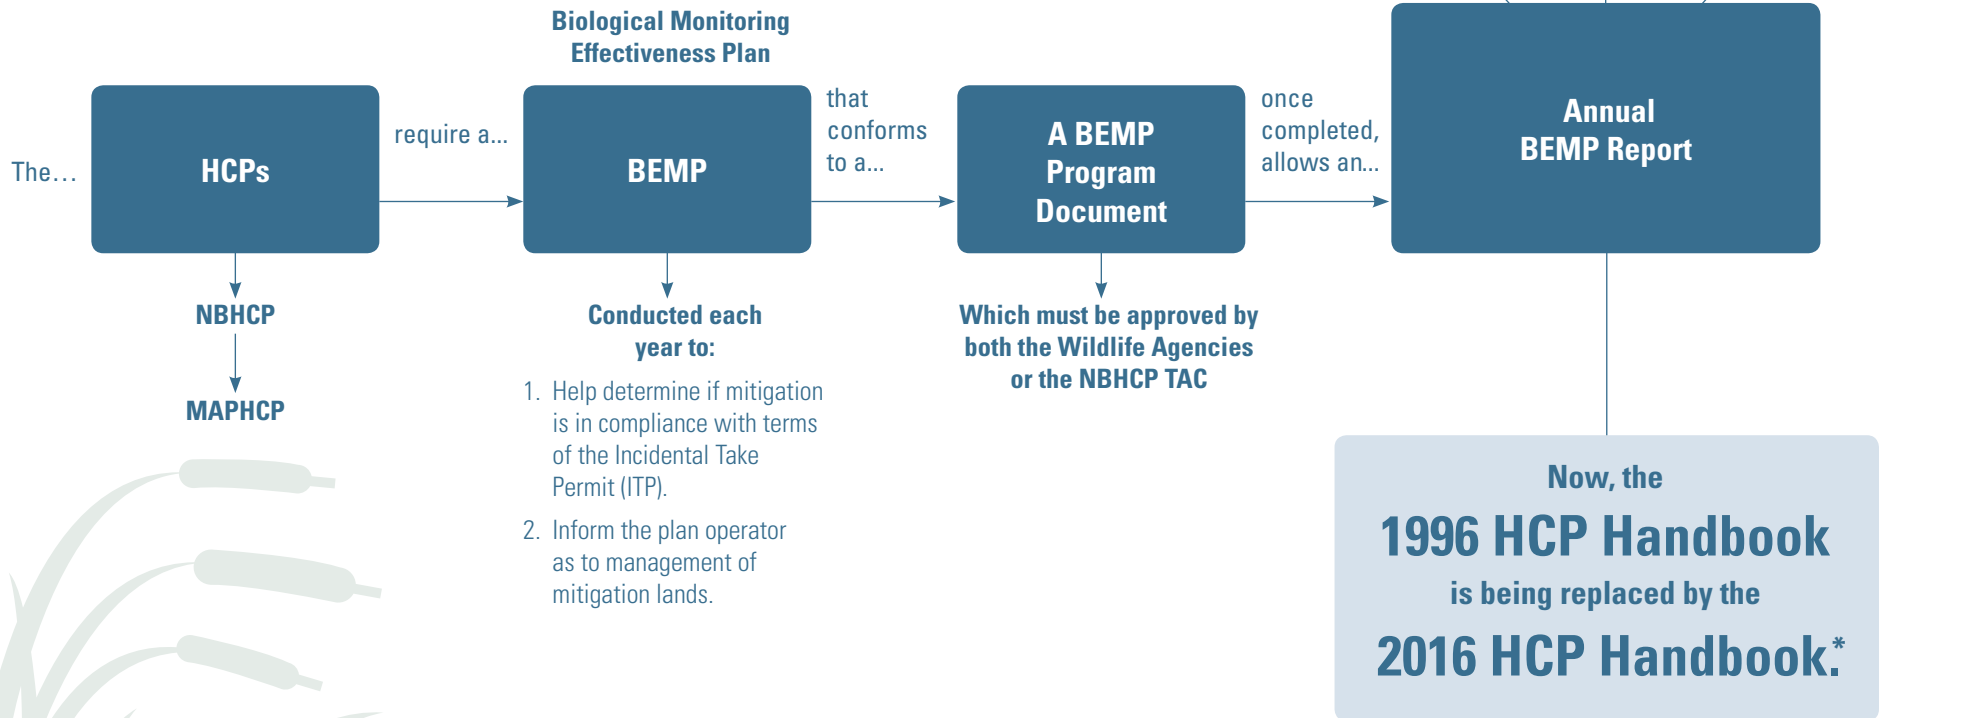 The…
HCPs
NBHCP
MAPHCP
require a...
Biological Monitoring
Effectiveness Plan
BEMP
Conducted each
year to:
1. Help determine if mitigation
is in compliance with terms
of the Incidental Take
Permit (ITP).
2. Inform the plan operator
as to management of
mitigation lands.
that
conforms
to a...
A BEMP
Program
Document
Which must be approved by
both the Wildlife Agencies
or the NBHCP TAC
once
completed,
allows an...
Annual
BEMP Report
Now, the
1996 HCP Handbook
is being replaced by the
2016 HCP Handbook.*